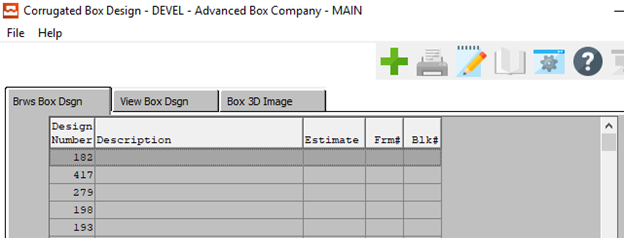 Corrugated Box Design - DEVEL - Advanced Box Company - MAIN
File Help
Brws Box Dsgn View Box Dsgn Box 3D Image
Design
Number Description Estimate Frm# Blk#
182
417
279
198
193